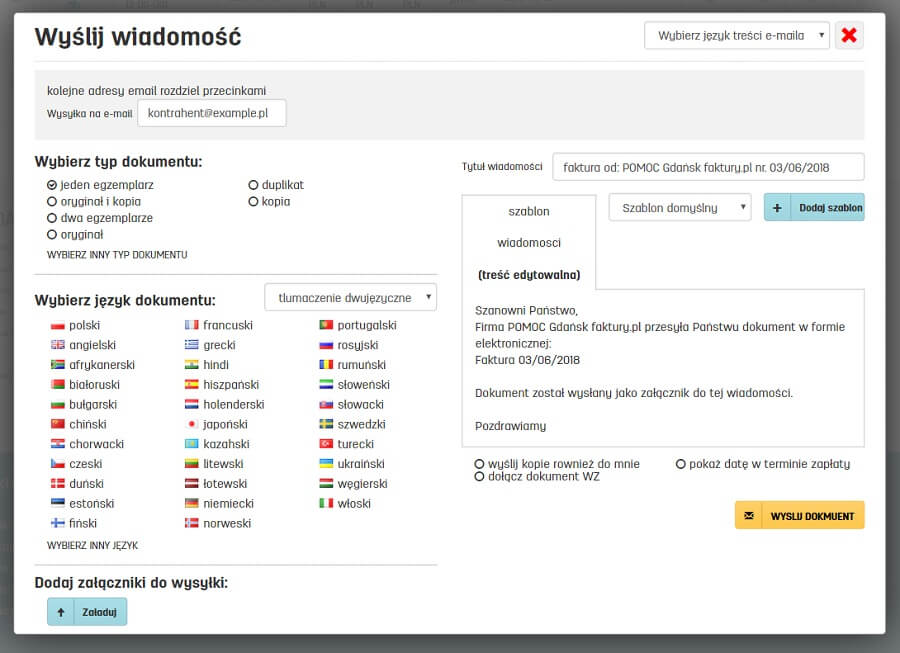 Wyślij wiadomość
Wybierz język treści e-maila
kolejne adresy email rozdziel przecinkami
Wysyłka na e-mail
kontrahent@example.pl
Wybierz typ dokumentu:
jeden egzemplarz
duplikat
oryginął i kopia
kopia
dwa egzemplarze
oryginął
WYBIERZ INNY TYP DOKUMENTU
Wybierz język dokumentu:
tlumaczenie dwujęzyczne
polski
francuski
portugalski
angielski
grecki
rosyjski
afrykanerski
hindi
rumuński
białoruski
hiszpański
słoweński
bułgarski
holenderski
słowacki
chiński
japoński
szwedzki
chorwacki
kazahski
turecki
czeski
litewski
ukraiński
duński
łotewski
węgierski
estoński
niemiecki
włoski
fiński
norweski
WYBIERZ INNY JĘZYK
Dodaj załączniki do wysyłki:
Załaduj
Tytuł wiadomości
faktura od: POMOC Gdańsk faktury.pl nr. 03/06/2018
szablon
wiadomosci
(treść edytowalna)
Szablon domyślny
Dodaj szablon
Szanowni Państwo,
Firma POMOC Gdańsk faktury.pl przesyła Państwu dokument w formie
elektronicznej:
Faktura 03/06/2018
Dokument został wysłany jako załącznik do tej wiadomości.
Pozdrawiamy
wyślij kopie rownież do mnie
pokaż datę w terminie zapłaty
dołącz dokument WZ
WYSLIJ DOKMUENT